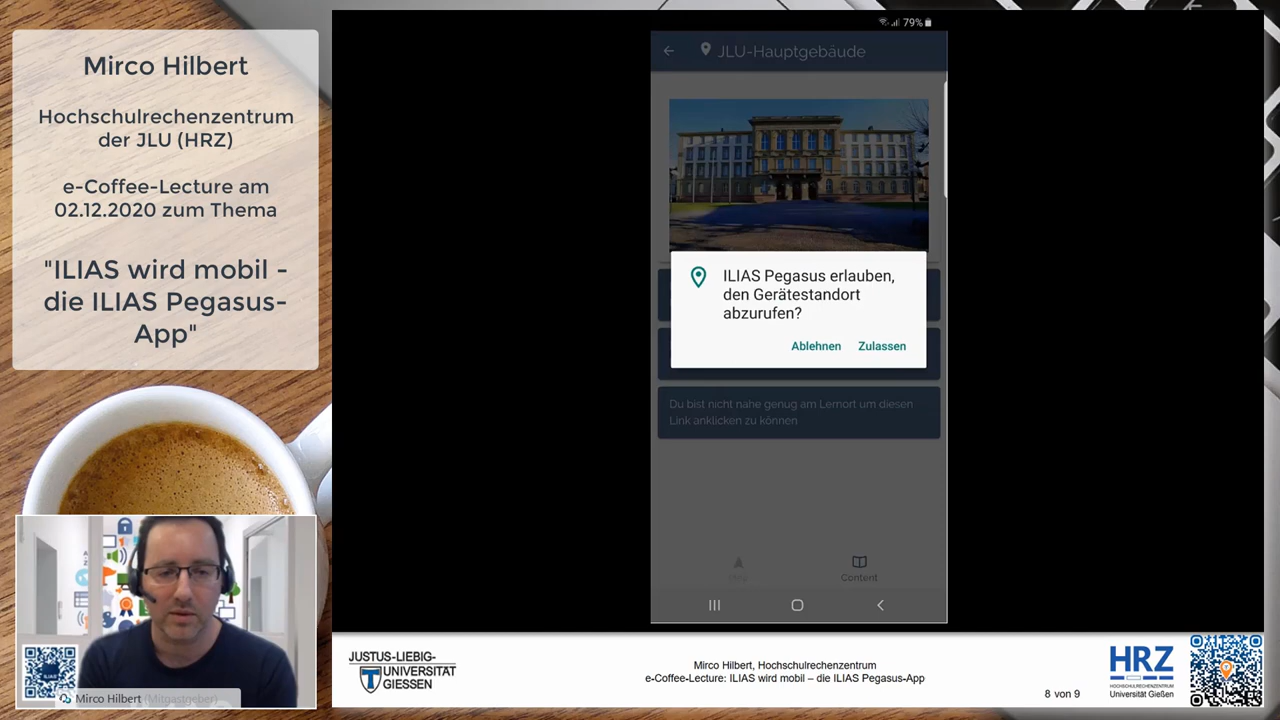 Mirco Hilbert
Hochschulrechenzentrum
der JLU (HRZ)
e-Coffee-Lecture am
02.12.2020 zum Thema
"ILIAS wird mobil -
die ILIAS Pegasus-
App"
Mirco Hilbert (Mitgastgeber)
79%
JLU-Hauptgebäude
ILIAS Pegasus erlauben,
den Gerätestandort
abzurufen?
Ablehnen Zulassen
Du bist nicht nahe genug am Lernort um diesen
Link anklicken zu können
Content
JUSTUS-LIEBIG-
UNIVERSITÄT
GIESSEN
Mirco Hilbert, Hochschulrechenzentrum
e-Coffee-Lecture: ILIAS wird mobil – die ILIAS Pegasus-App
HRZ
HOCHSCHULRECHENZENTRUM
Universität Gießen
8 von 9